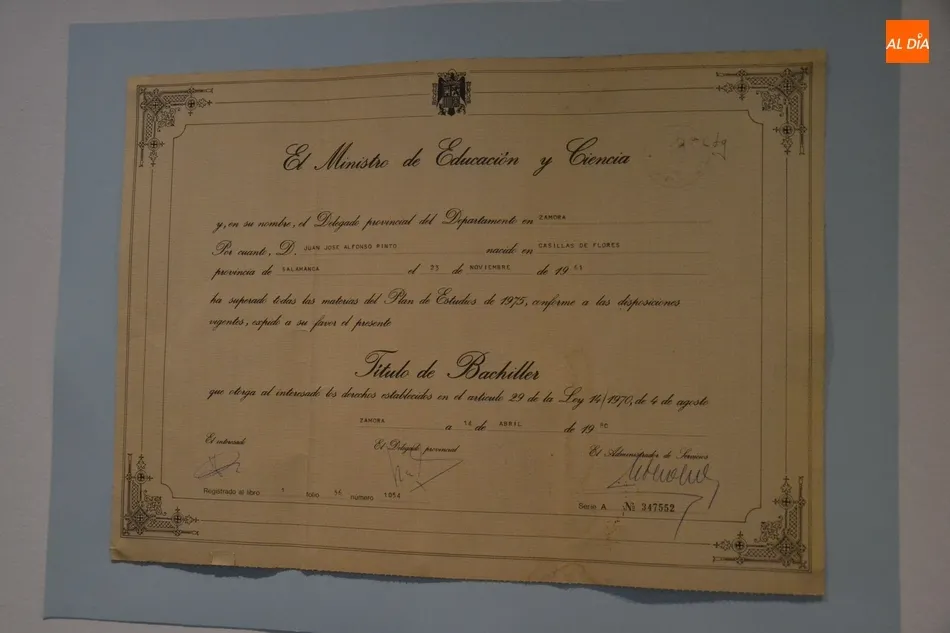 AL DÍA
El Ministro de Educación y Ciencia
y, en su nombre, el Delegado provincial del Departamento en ZAMORA
Por cuanto, D. JUAN JOSE ALFONSO PINTO nacido en CASILLAS DE FLORES
provincia de SALAMANCA el de NOVIEMBRE de 19 61
ha superado todas las materias del Plan de Estudios de 1975, conforme a las disposiciones
vigentes, expido a su favor el presente
Título de Bachiller
que otorga al interesado los derechos establecidos en el artículo 29 de la Ley 14/1970, de 4 de agosto
ZAMORA a de ABRIL de 19
El interesado El Delegado provincial El Administrador de Servicios
Registrado al libro folio número 1054
Serie A Nº 347552